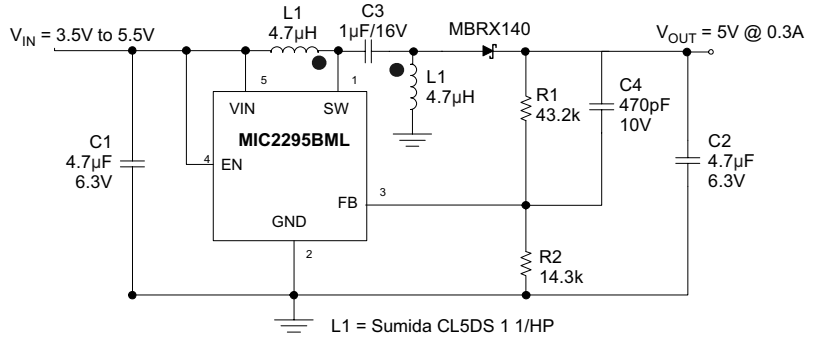 V_IN = 3.5V to 5.5V
L1
4.7µH
C3
1µF/16V
MBRX140
V_OUT = 5V @ 0.3A
5
1
L1
4.7µH
VIN
SW
MIC2295BML
4
EN
FB
3
GND
2
C1
4.7µF
6.3V
R1
43.2k
C4
470pF
10V
C2
4.7µF
6.3V
R2
14.3k
L1 = Sumida CL5DS 1 1/HP